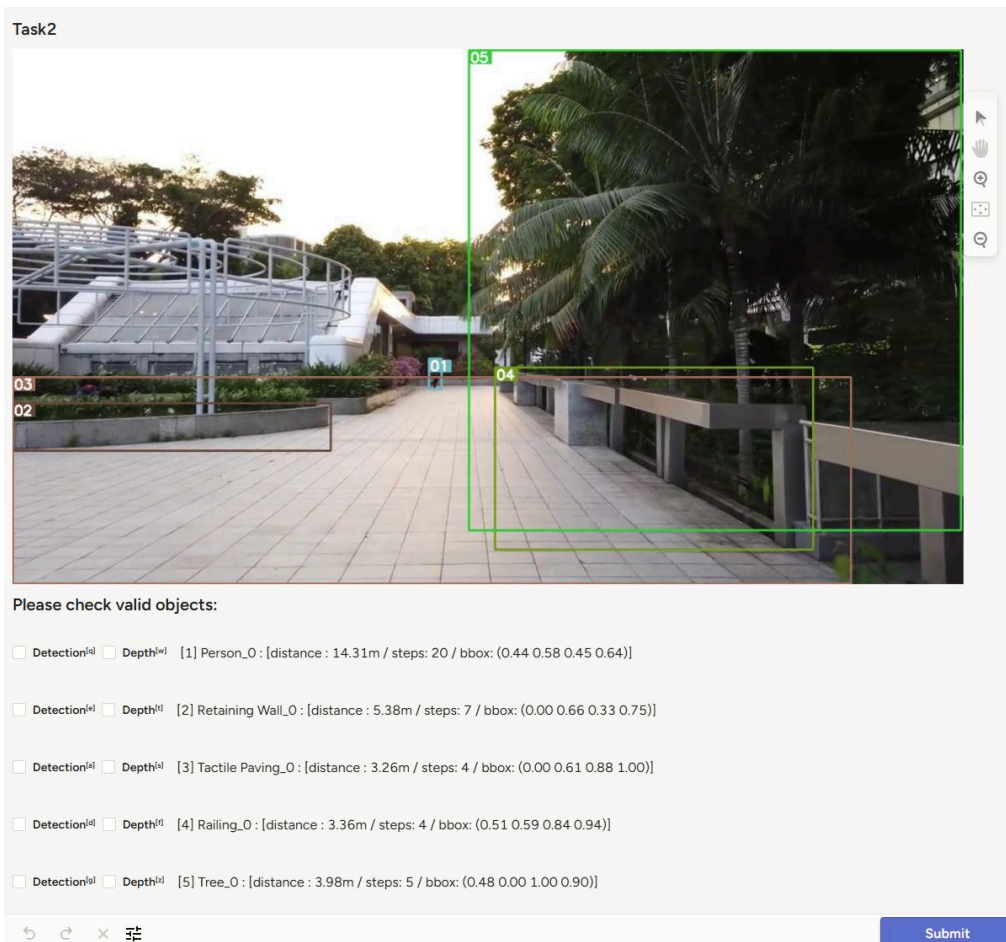 Task2
05
01
03
04
02
Please check valid objects:
Detection[q] Depth[w] [1] Person_0 : [distance : 14.31m / steps: 20 / bbox: (0.44 0.58 0.45 0.64)]
Detection[e] Depth[t] [2] Retaining Wall_0 : [distance : 5.38m / steps: 7 / bbox: (0.00 0.66 0.33 0.75)]
Detection[a] Depth[s] [3] Tactile Paving_0 : [distance : 3.26m / steps: 4 / bbox: (0.00 0.61 0.88 1.00)]
Detection[d] Depth[f] [4] Railing_0 : [distance : 3.36m / steps: 4 / bbox: (0.51 0.59 0.84 0.94)]
Detection[g] Depth[z] [5] Tree_0 : [distance : 3.98m / steps: 5 / bbox: (0.48 0.00 1.00 0.90)]
Submit